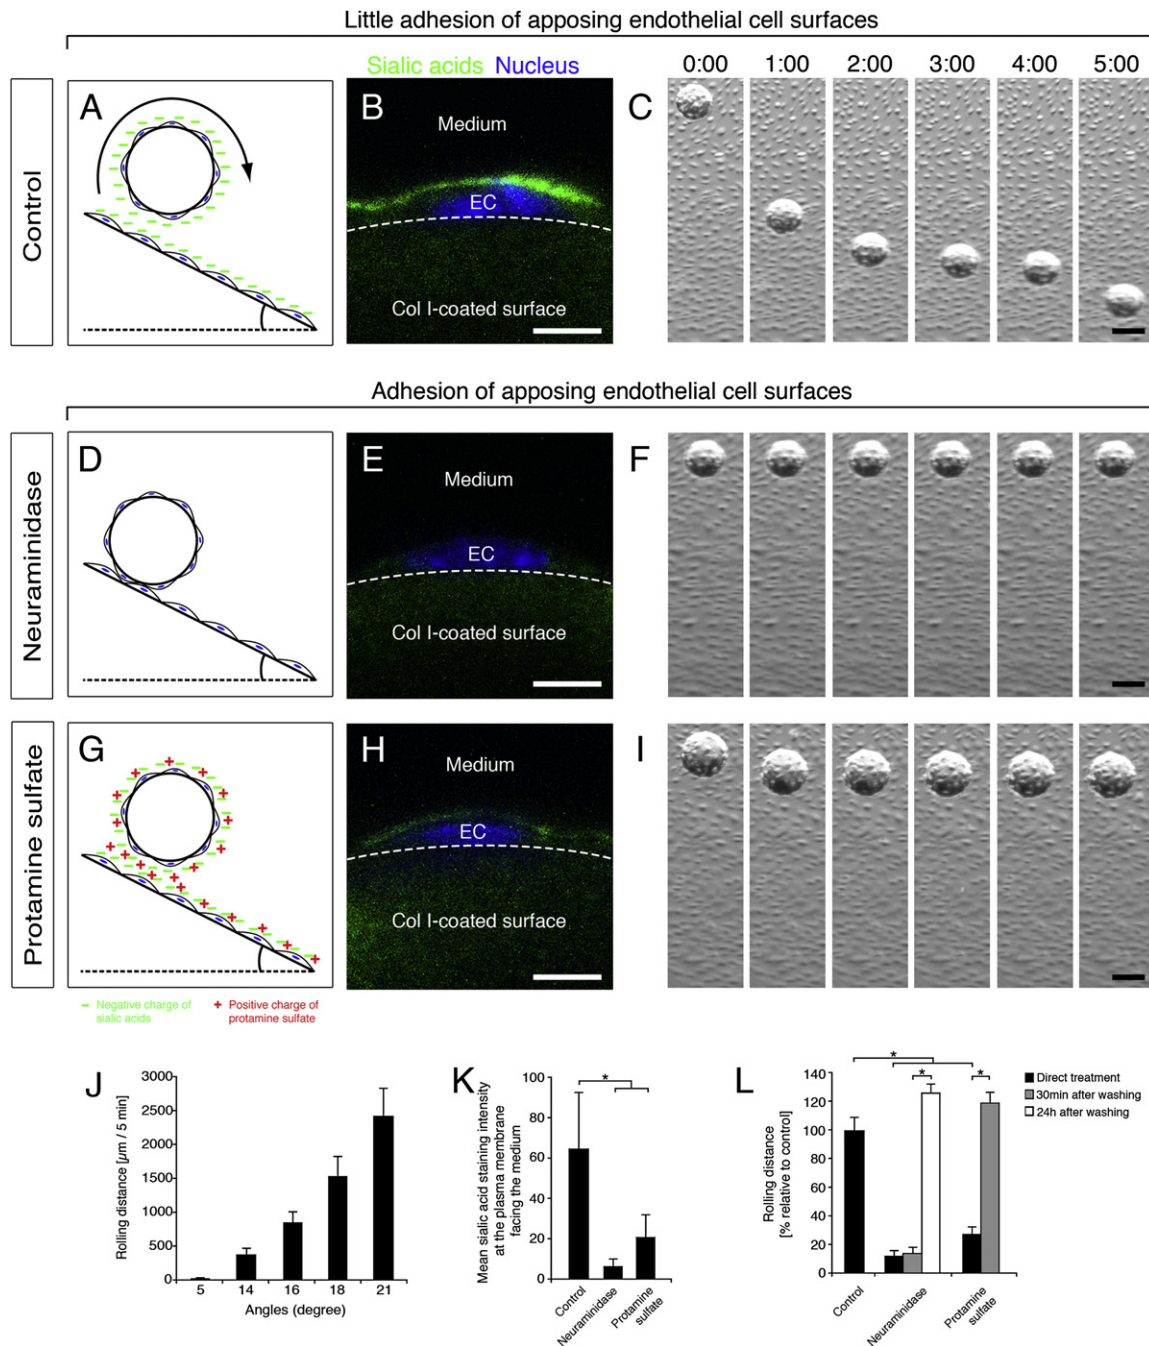 Little adhesion of apposing endothelial cell surfaces
Control
A
Sialic acids Nucleus
B
Medium
EC
Col I-coated surface
C
0:00 1:00 2:00 3:00 4:00 5:00
Adhesion of apposing endothelial cell surfaces
Neuraminidase
D
E
Medium
EC
Col I-coated surface
F
Protamine sulfate
G
+ + + + + + + + + + + + + + + + + +
H
Medium
EC
Col I-coated surface
I
– Negative charge of
sialic acids
+ Positive charge of
protamine sulfate
J
Rolling distance [µm / 5 min]
3000
2500
2000
1500
1000
500
0
5 14 16 18 21
Angles (degree)
K
Mean sialic acid staining intensity
at the plasma membrane
facing the medium
100
80
60
40
20
0
*
Control
Neuraminidase
Protamine
sulfate
L
Rolling distance
[% relative to control]
140
120
100
80
60
40
20
0
*
* *
Control
Neuraminidase
Protamine
sulfate
Direct treatment
30min after washing
24h after washing